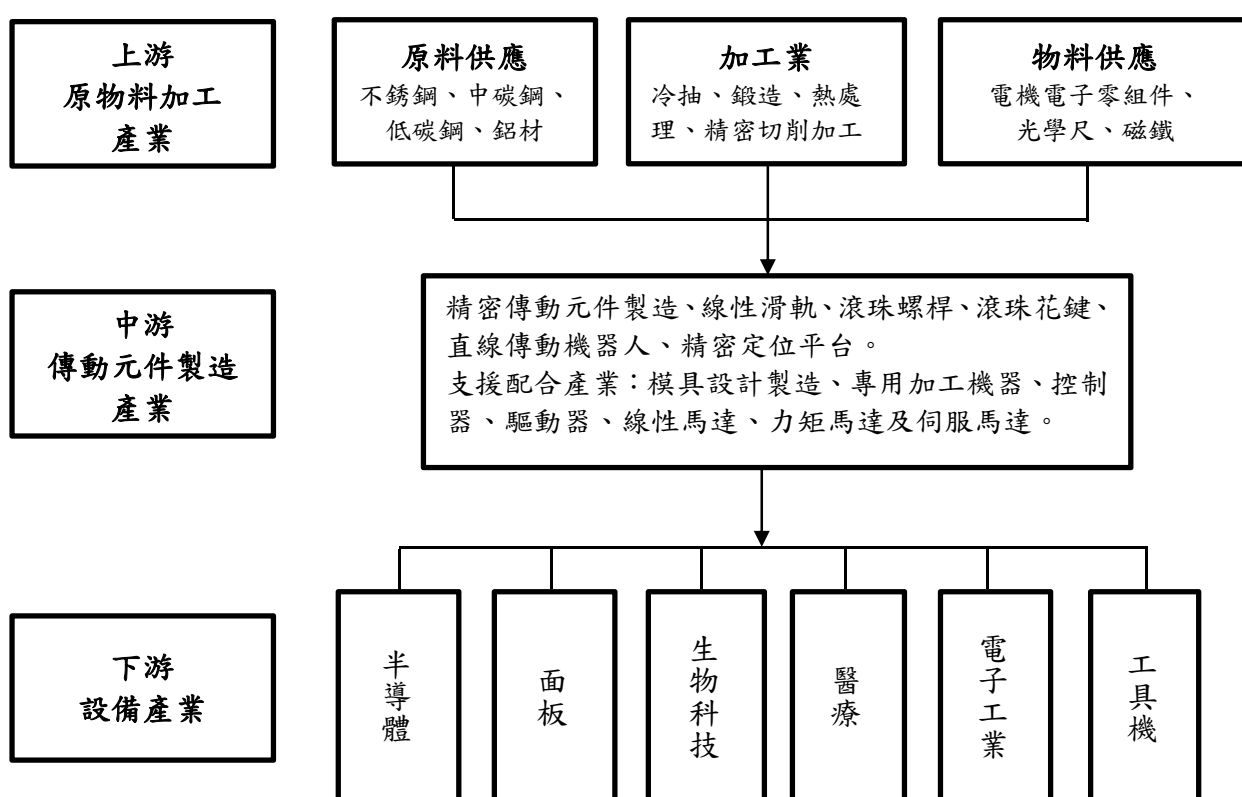 上游
原物料加工
產業
原料供應
不銹鋼、中碳鋼、
低碳鋼、鋁材
加工業
冷抽、鍛造、熱處
理、精密切削加工
物料供應
電機電子零組件、
光學尺、磁鐵
中游
傳動元件製造
產業
精密傳動元件製造、線性滑軌、滾珠螺桿、滾珠花鍵、
直線傳動機器人、精密定位平台。
支援配合產業：模具設計製造、專用加工機器、控制
器、驅動器、線性馬達、力矩馬達及伺服馬達。
下游
設備產業
半導體
面板
生物科技
醫療
電子工業
工具機